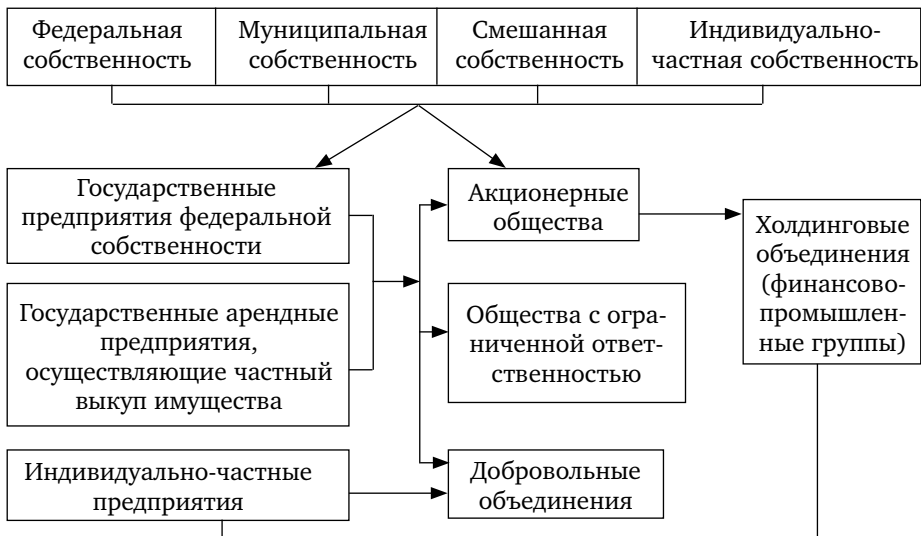 Федеральная
собственность
Муниципальная
собственность
Смешанная
собственность
Индивидуально-
частная собственность
Государственные
предприятия федеральной
собственности
Акционерные
общества
Холдинговые
объединения
(финансово-
промышлен-
ные группы)
Государственные арендные
предприятия,
осуществляющие частный
выкуп имущества
Общества с огра-
ниченной ответ-
ственностью
Индивидуально-частные
предприятия
Добровольные
объединения